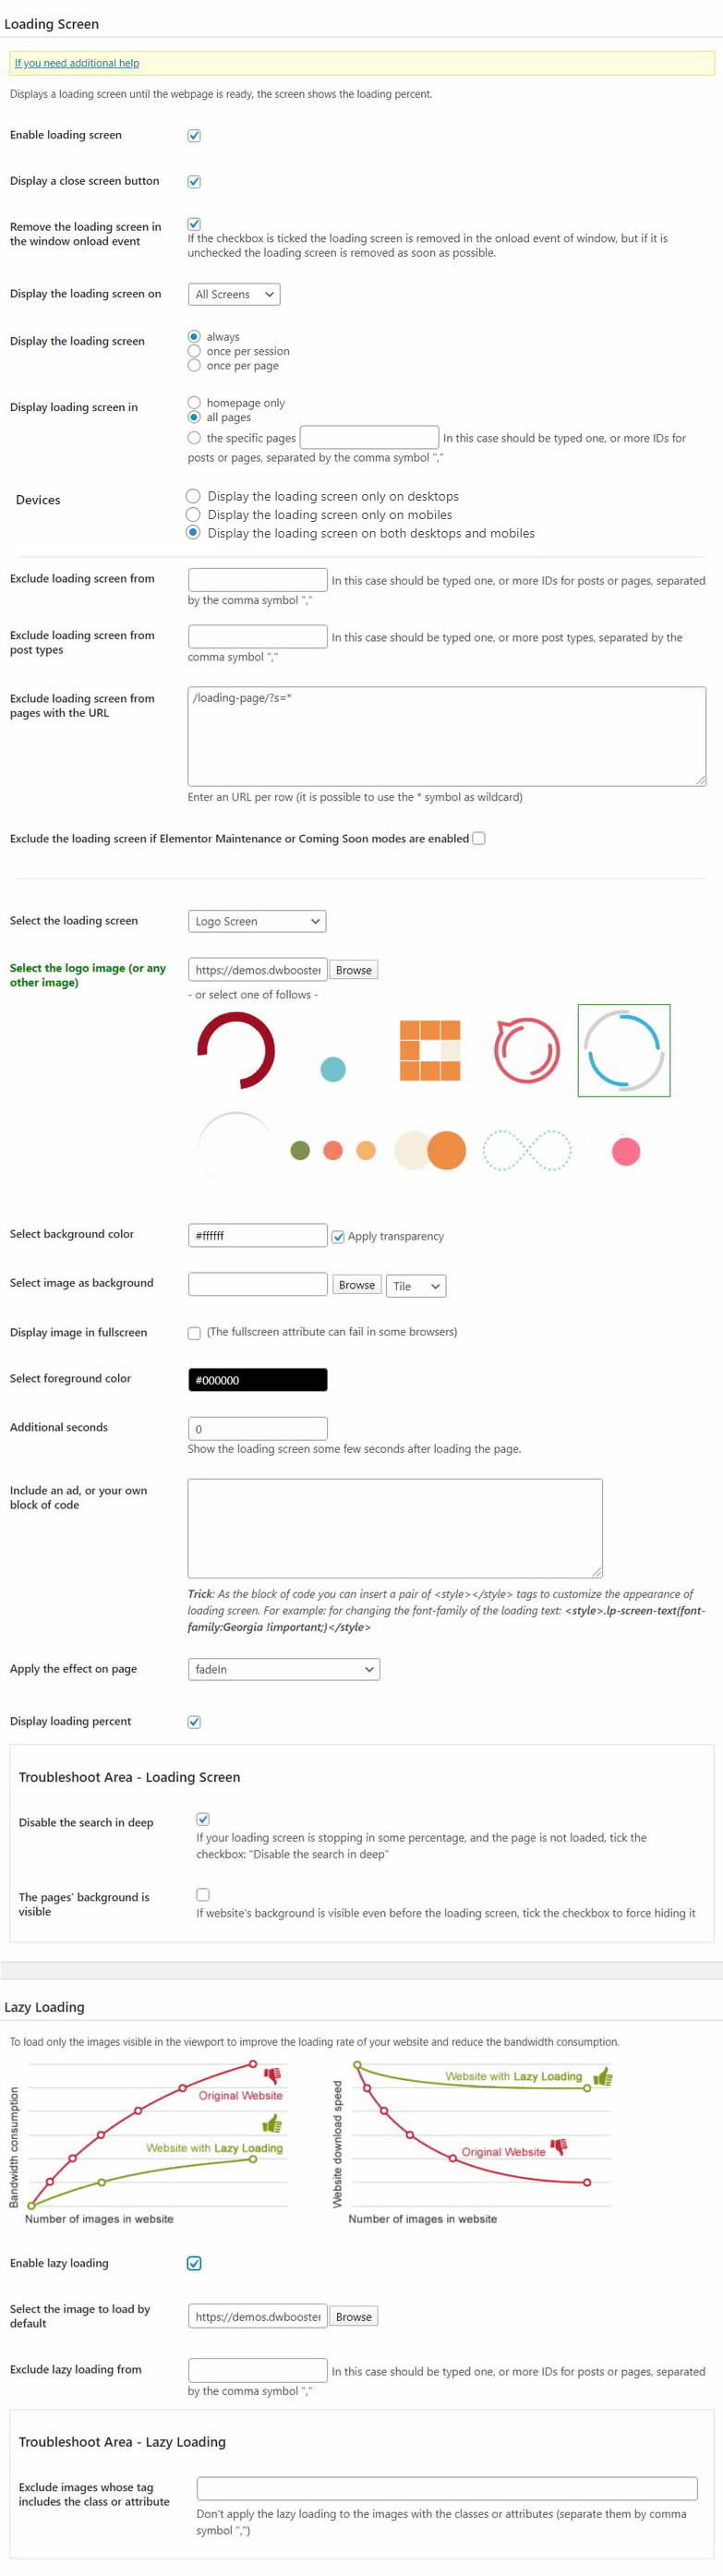 Loading Screen
If you need additional help
Displays a loading screen until the webpage is ready, the screen shows the loading percent.
Enable loading screen
Display a close screen button
Remove the loading screen in
the window onload event
If the checkbox is ticked the loading screen is removed in the onload event of window, but if it is
unchecked the loading screen is removed as soon as possible.
Display the loading screen on
All Screens
Display the loading screen
always
once per session
once per page
Display loading screen in
homepage only
all pages
the specific pages In this case should be typed one, or more IDs for
posts or pages, separated by the comma symbol ","
Devices
Display the loading screen only on desktops
Display the loading screen only on mobiles
Display the loading screen on both desktops and mobiles
Exclude loading screen from
In this case should be typed one, or more IDs for posts or pages, separated
by the comma symbol ","
Exclude loading screen from
post types
In this case should be typed one, or more post types, separated by the
comma symbol ","
Exclude loading screen from
pages with the URL
/loading-page/?s=*
Enter an URL per row (it is possible to use the * symbol as wildcard)
Exclude the loading screen if Elementor Maintenance or Coming Soon modes are enabled
Select the loading screen
Logo Screen
Select the logo image (or any
other image)
https://demos.dwbooster Browse
- or select one of follows -
Select background color
#ffffff
Apply transparency
Select image as background
Browse
Tile
Display image in fullscreen
(The fullscreen attribute can fail in some browsers)
Select foreground color
#000000
Additional seconds
0
Show the loading screen some few seconds after loading the page.
Include an ad, or your own
block of code
Trick: As the block of code you can insert a pair of <style></style> tags to customize the appearance of
loading screen. For example: for changing the font-family of the loading text: <style>.lp-screen-text{font-
family:Georgia !important;}</style>
Apply the effect on page
fadeIn
Display loading percent
Troubleshoot Area - Loading Screen
Disable the search in deep
If your loading screen is stopping in some percentage, and the page is not loaded, tick the
checkbox: "Disable the search in deep"
The pages' background is
visible
If website's background is visible even before the loading screen, tick the checkbox to force hiding it
Lazy Loading
To load only the images visible in the viewport to improve the loading rate of your website and reduce the bandwidth consumption.
Bandwidth consumption
Original Website
Website with Lazy Loading
Number of images in website
Website download speed
Website with Lazy Loading
Original Website
Number of images in website
Enable lazy loading
Select the image to load by
default
https://demos.dwbooster Browse
Exclude lazy loading from
In this case should be typed one, or more IDs for posts or pages, separated
by the comma symbol ","
Troubleshoot Area - Lazy Loading
Exclude images whose tag
includes the class or attribute
Don't apply the lazy loading to the images with the classes or attributes (separate them by comma
symbol ",")